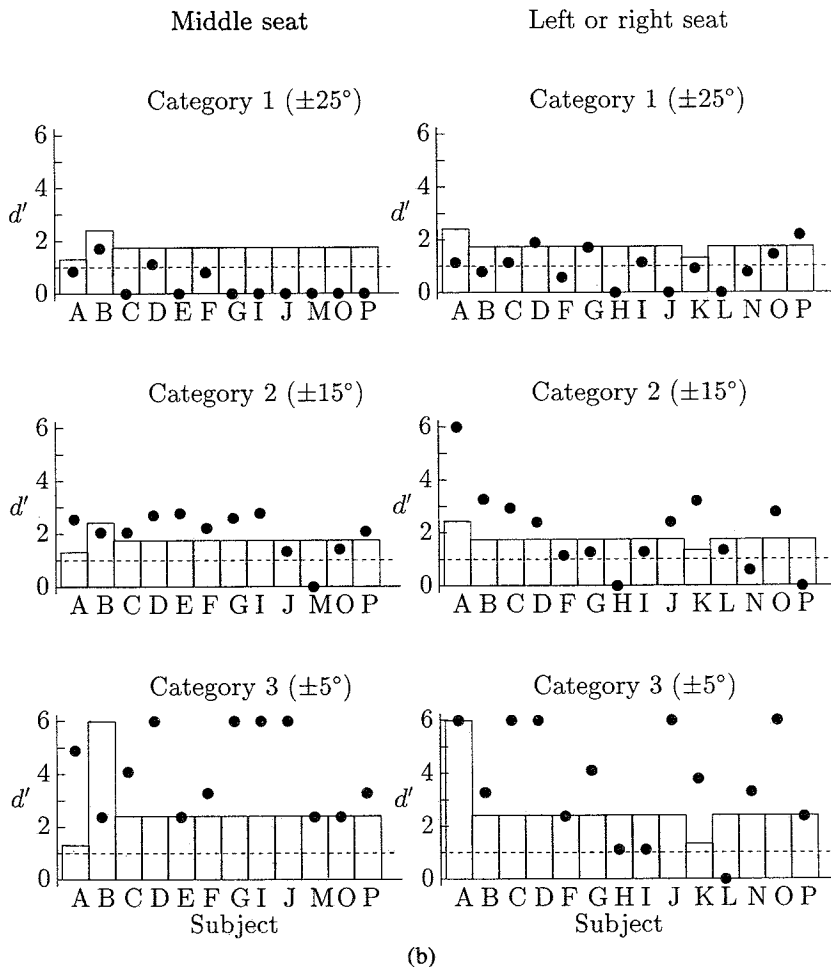 Middle seat
Left or right seat
Category 1 (±25°)
6
4
d′
2
0
A B C D E F G I J M O P
Category 1 (±25°)
6
4
d′
2
0
A B C D F G H I J K L N O P
Category 2 (±15°)
6
4
d′
2
0
A B C D E F G I J M O P
Category 2 (±15°)
6
4
d′
2
0
A B C D F G H I J K L N O P
Category 3 (±5°)
6
4
d′
2
0
A B C D E F G I J M O P
Subject
Category 3 (±5°)
6
4
d′
2
0
A B C D F G H I J K L N O P
Subject
(b)